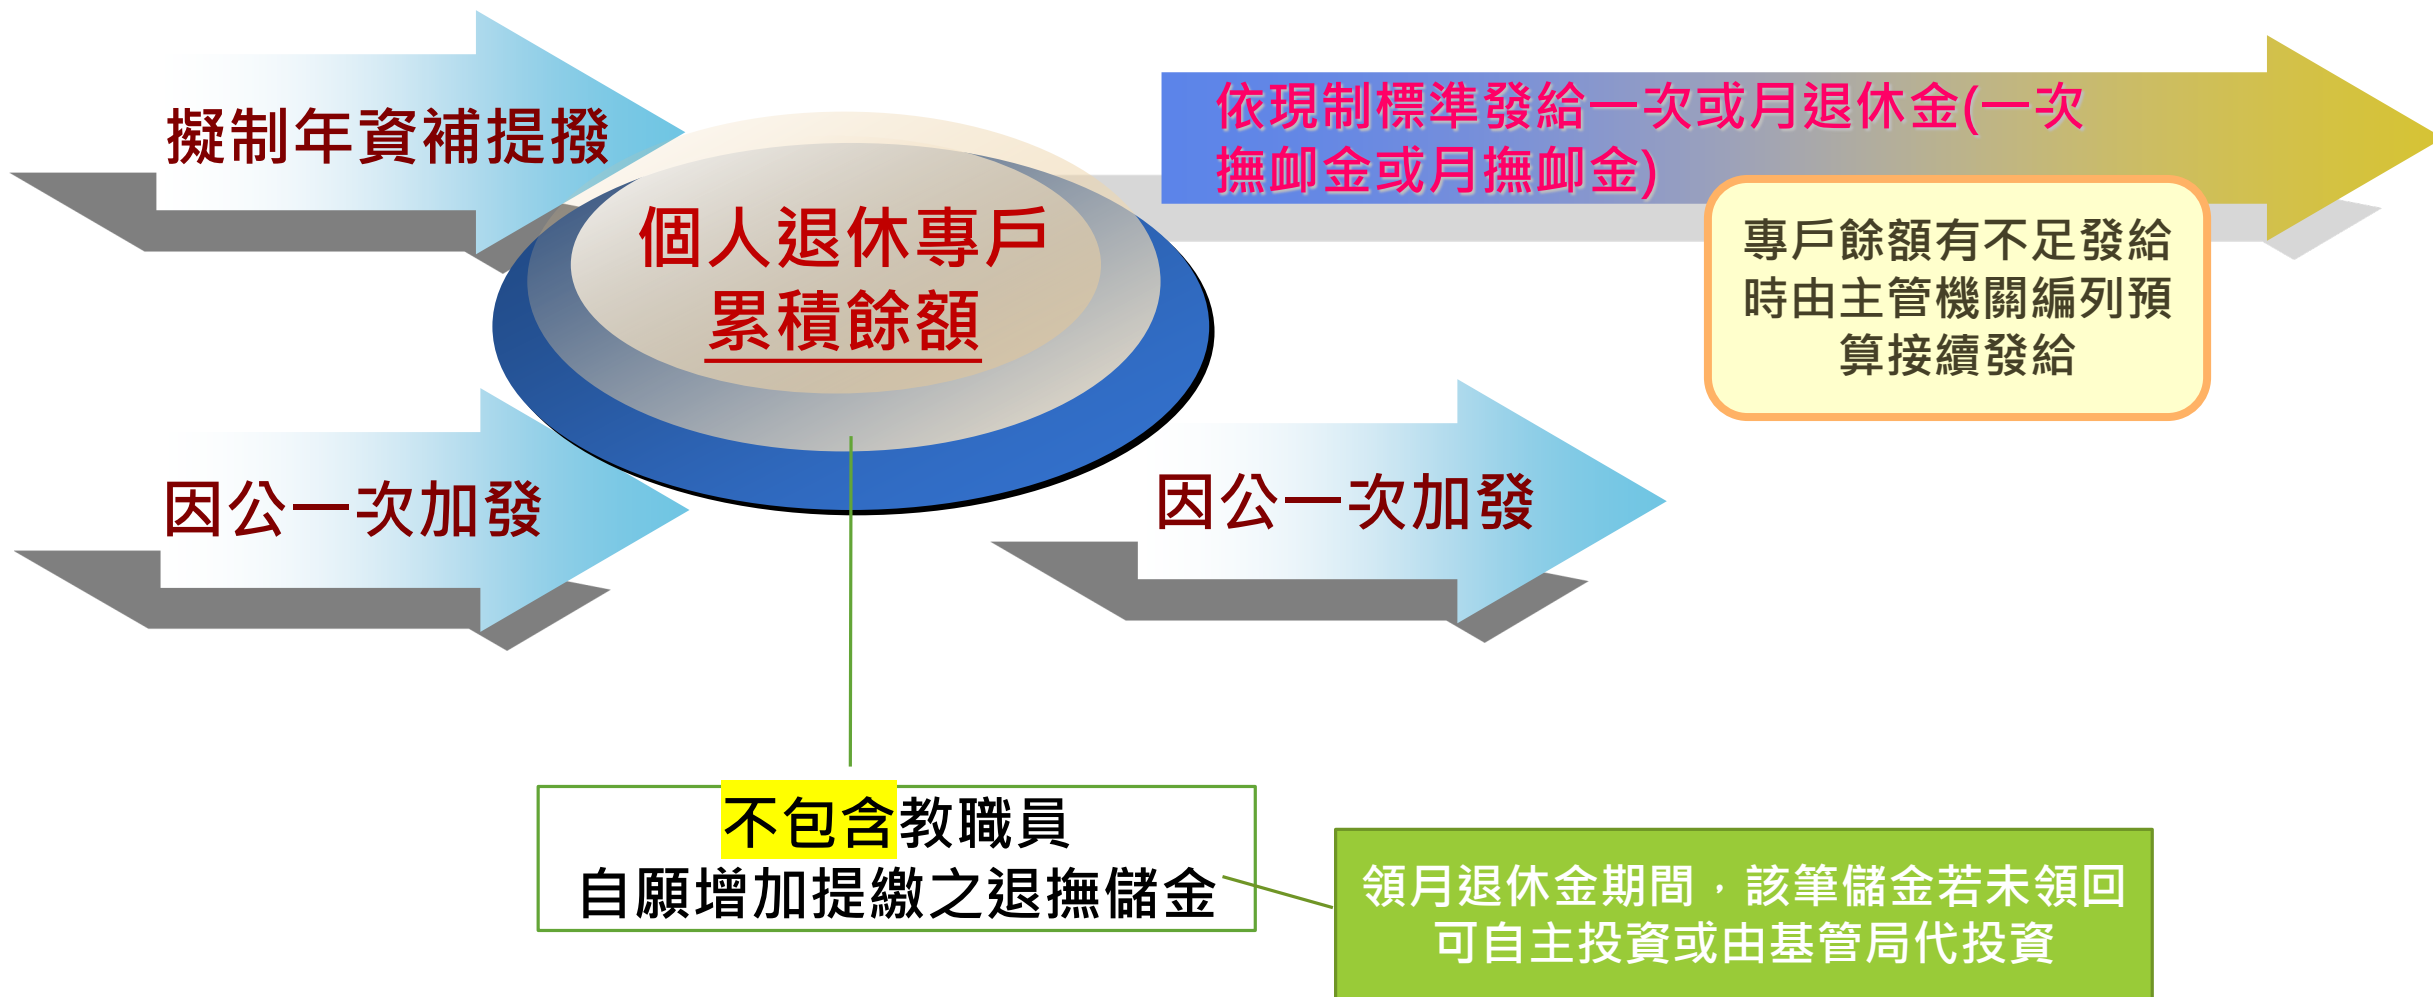 擬制年資補提撥
依現制標準發給一次或月退休金(一次
撫卹金或月撫卹金)
個人退休專戶
累積餘額
專戶餘額有不足發給
時由主管機關編列預
算接續發給
因公一次加發
因公一次加發
不包含教職員
自願增加提繳之退撫儲金
領月退休金期間，該筆儲金若未領回
可自主投資或由基管局代投資